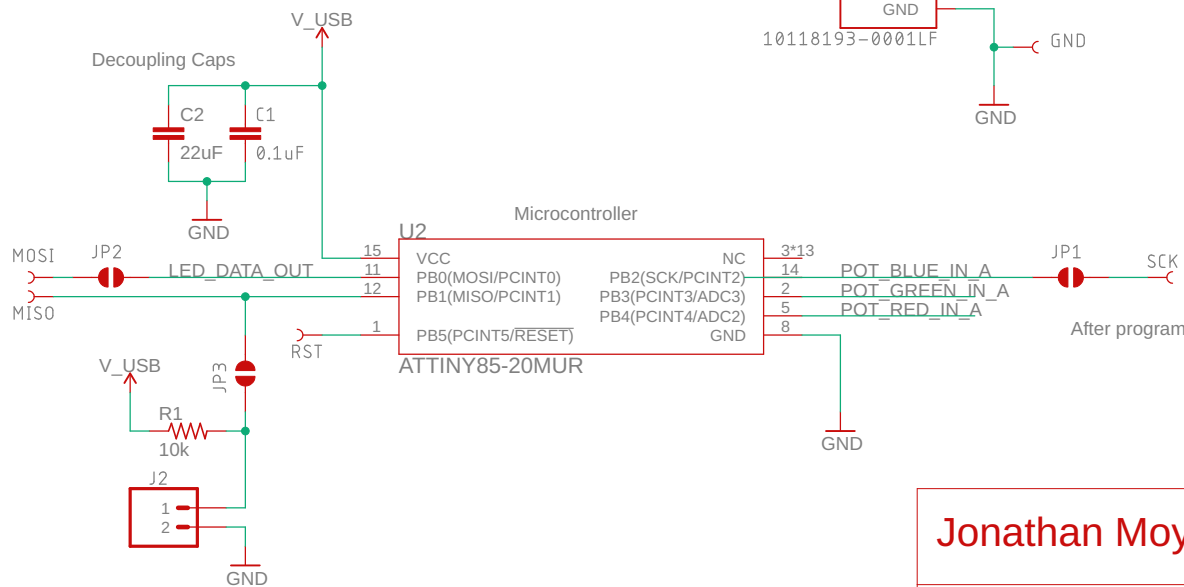 V_USB
GND
10118193-0001LF
GND
Decoupling Caps
C2
C1
22uF
0.1uF
GND
GND
Microcontroller
U2
MOSI
JP2
LED_DATA_OUT
MISO
15
VCC
NC
3*13
11
PB0(MOSI/PCINT0)
PB2(SCK/PCINT2)
14
POT_BLUE_IN_A
JP1
SCK
12
PB1(MISO/PCINT1)
PB3(PCINT3/ADC3)
2
POT_GREEN_IN_A
PB4(PCINT4/ADC2)
5
POT_RED_IN_A
RST
1
PB5(PCINT5/RESET)
GND
8
After program
ATTINY85-20MUR
V_USB
JP3
R1
10k
GND
J2
1
2
GND
Jonathan Moy